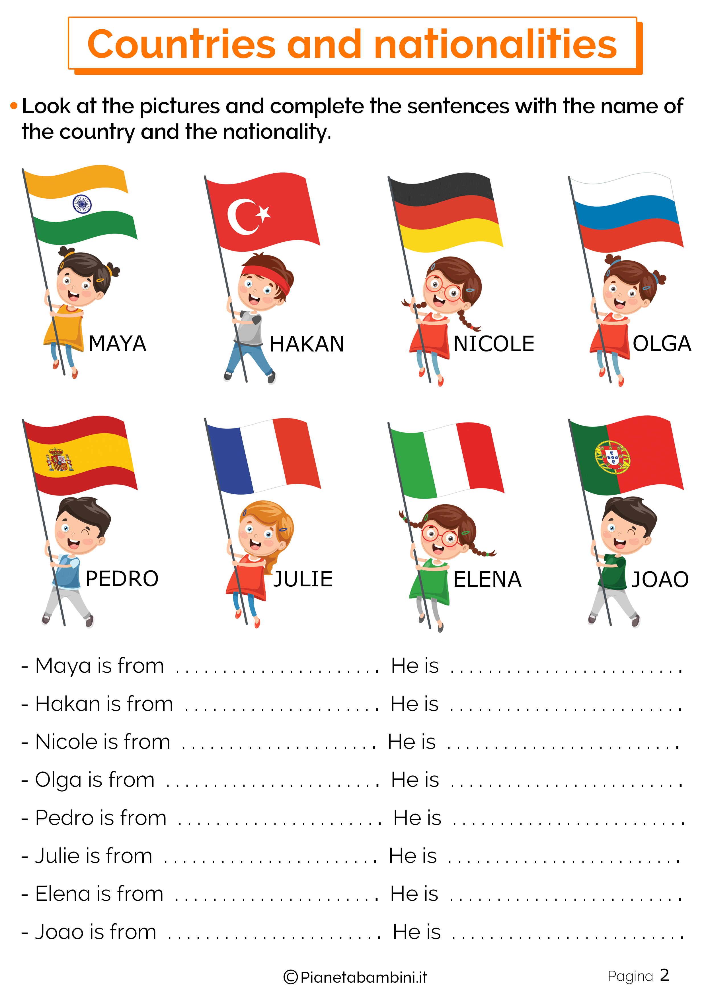 Countries and nationalities
• Look at the pictures and complete the sentences with the name of
the country and the nationality.
MAYA HAKAN NICOLE OLGA
PEDRO JULIE ELENA JOAO
- Maya is from ...................... He is .........................
- Hakan is from ..................... He is .........................
- Nicole is from ..................... He is .........................
- Olga is from ....................... He is .........................
- Pedro is from ...................... He is .........................
- Julie is from ....................... He is .........................
- Elena is from ...................... He is .........................
- Joao is from ....................... He is .........................
©Pianetabambini.it Pagina 2